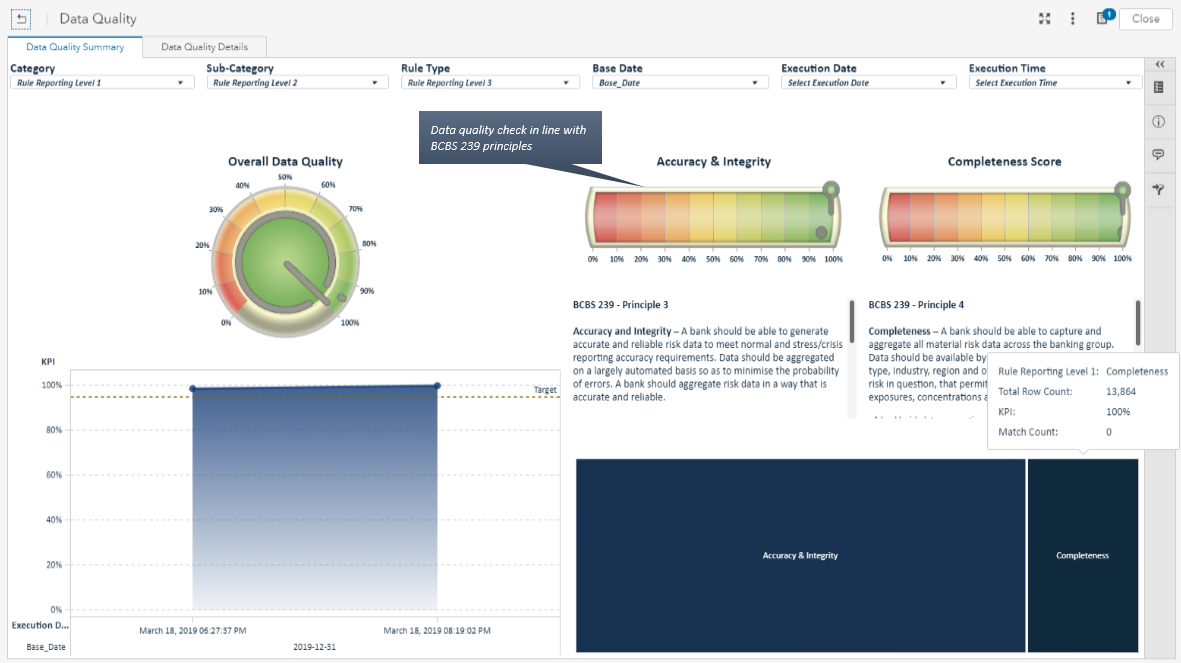 Data Quality
1
Close
Data Quality Summary
Data Quality Details
Category
Sub-Category
Rule Type
Base Date
Execution Date
Execution Time
Rule Reporting Level 1
Rule Reporting Level 2
Rule Reporting Level 3
Base_Date
Select Execution Date
Select Execution Time
Data quality check in line with
BCBS 239 principles
Overall Data Quality
0%
10%
20%
30%
40%
50%
60%
70%
80%
90%
100%
Accuracy & Integrity
0% 10% 20% 30% 40% 50% 60% 70% 80% 90% 100%
Completeness Score
0% 10% 20% 30% 40% 50% 60% 70% 80% 90% 100%
BCBS 239 - Principle 3
Accuracy and Integrity – A bank should be able to generate
accurate and reliable risk data to meet normal and stress/crisis
reporting accuracy requirements. Data should be aggregated
on a largely automated basis so as to minimise the probability
of errors. A bank should aggregate risk data in a way that is
accurate and reliable.
BCBS 239 - Principle 4
Completeness – A bank should be able to capture and
aggregate all material risk data across the banking group.
Data should be available by
type, industry, region and o
risk in question, that permit
exposures, concentrations a
Rule Reporting Level 1: Completeness
Total Row Count: 13,864
KPI: 100%
Match Count: 0
KPI
100%
Target
80%
60%
40%
20%
0%
Execution D...
March 18, 2019 06:27:37 PM
March 18, 2019 08:19:02 PM
Base_Date
2019-12-31
Accuracy & Integrity
Completeness